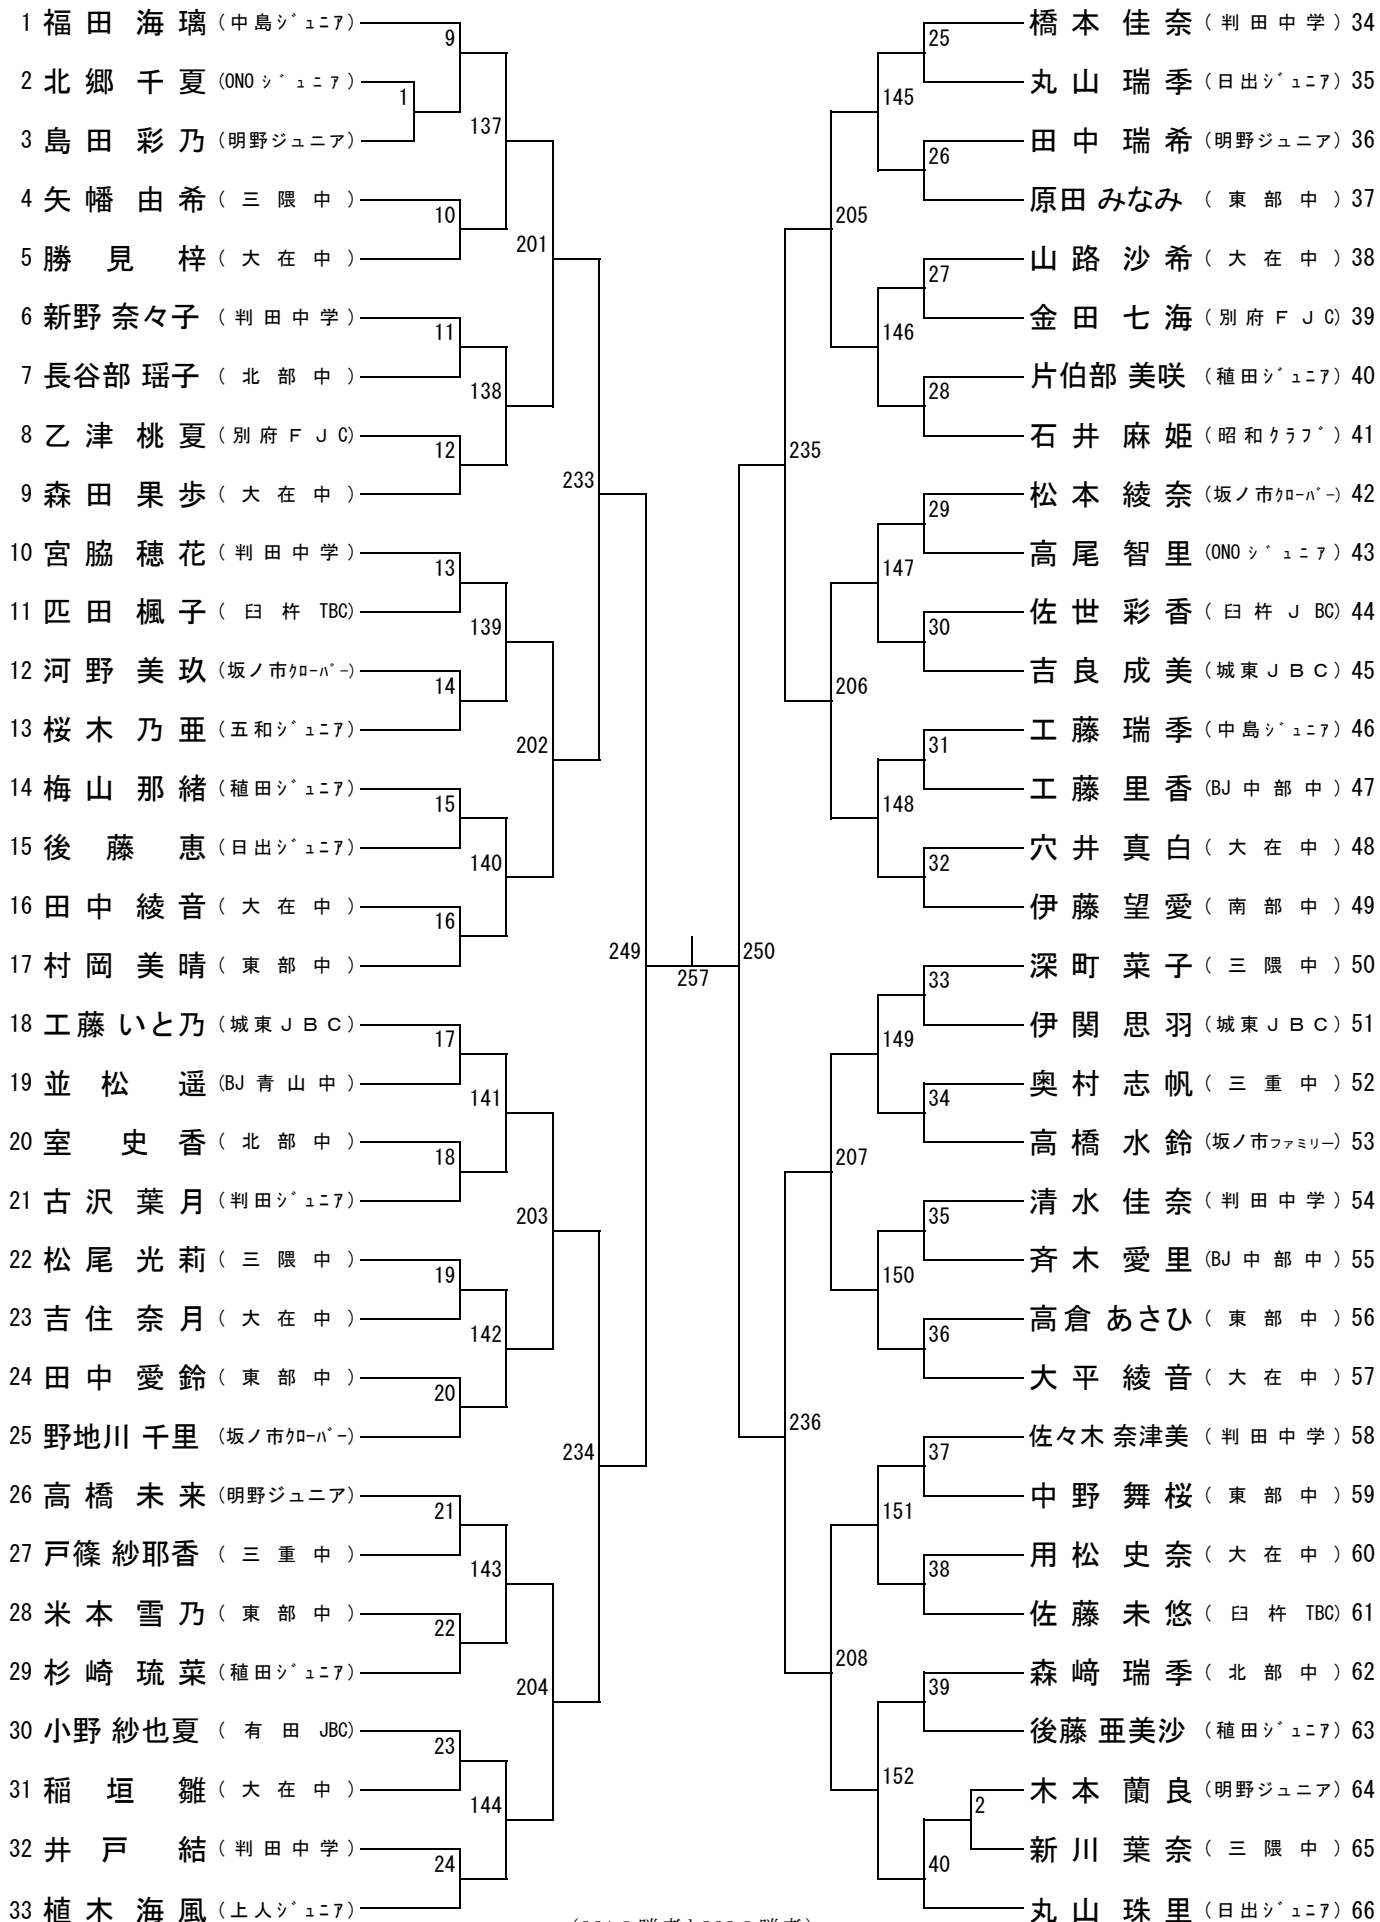 1 福田 海璃 (中島ジュニア)
2 北郷 千夏 (ONOジュニア)
3 島田 彩乃 (明野ジュニア)
4 矢幡 由希 (三隈中)
5 勝見 梓 (大在中)
6 新野 奈々子 (判田中学)
7 長谷部 瑶子 (北部中)
8 乙津 桃夏 (別府FJC)
9 森田 果歩 (大在中)
10 宮脇 穂花 (判田中学)
11 匹田 楓子 (臼杵TBC)
12 河野 美玖 (坂ノ市クローバー)
13 桜木 乃亜 (五和ジュニア)
14 梅山 那緒 (稙田ジュニア)
15 後藤 恵 (日出ジュニア)
16 田中 綾音 (大在中)
17 村岡 美晴 (東部中)
18 工藤 いと乃 (城東JBC)
19 並松 遥 (BJ青山中)
20 室 史香 (北部中)
21 古沢 葉月 (判田ジュニア)
22 松尾 光莉 (三隈中)
23 吉住 奈月 (大在中)
24 田中 愛鈴 (東部中)
25 野地川 千里 (坂ノ市クローバー)
26 高橋 未来 (明野ジュニア)
27 戸篠 紗耶香 (三重中)
28 米本 雪乃 (東部中)
29 杉崎 琉菜 (稙田ジュニア)
30 小野 紗也夏 (有田JBC)
31 稲垣 雛 (大在中)
32 井戸 結 (判田中学)
33 植木 海風 (上人ジュニア)
1
9
10
11
12
13
14
15
16
17
18
19
20
21
22
23
24
137
138
139
140
141
142
143
144
201
202
203
204
233
234
249
257
250
235
236
205
206
207
208
145
146
147
148
149
150
151
152
25
26
27
28
29
30
31
32
33
34
35
36
37
38
39
40
2
橋本 佳奈 (判田中学) 34
丸山 瑞季 (日出ジュニア) 35
田中 瑞希 (明野ジュニア) 36
原田 みなみ (東部中) 37
山路 沙希 (大在中) 38
金田 七海 (別府FJC) 39
片伯部 美咲 (稙田ジュニア) 40
石井 麻姫 (昭和クラブ) 41
松本 綾奈 (坂ノ市クローバー) 42
高尾 智里 (ONOジュニア) 43
佐世 彩香 (臼杵JBC) 44
吉良 成美 (城東JBC) 45
工藤 瑞季 (中島ジュニア) 46
工藤 里香 (BJ中部中) 47
穴井 真白 (大在中) 48
伊藤 望愛 (南部中) 49
深町 菜子 (三隈中) 50
伊関 思羽 (城東JBC) 51
奥村 志帆 (三重中) 52
高橋 水鈴 (坂ノ市ファミリー) 53
清水 佳奈 (判田中学) 54
斉木 愛里 (BJ中部中) 55
高倉 あさひ (東部中) 56
大平 綾音 (大在中) 57
佐々木 奈津美 (判田中学) 58
中野 舞桜 (東部中) 59
用松 史奈 (大在中) 60
佐藤 未悠 (臼杵TBC) 61
森﨑 瑞季 (北部中) 62
後藤 亜美沙 (稙田ジュニア) 63
木本 蘭良 (明野ジュニア) 64
新川 葉奈 (三隈中) 65
丸山 珠里 (日出ジュニア) 66